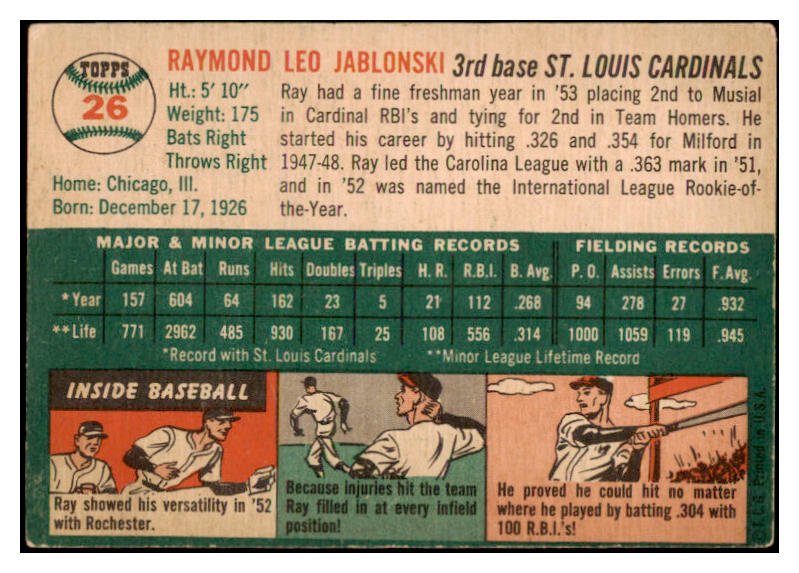 TOPPS
26
RAYMOND LEO JABLONSKI 3rd base ST. LOUIS CARDINALS
Ht.: 5' 10"
Weight: 175
Bats Right
Throws Right
Home: Chicago, Ill.
Born: December 17, 1926
Ray had a fine freshman year in '53 placing 2nd to Musial
in Cardinal RBI's and tying for 2nd in Team Homers. He
started his career by hitting .326 and .354 for Milford in
1947-48. Ray led the Carolina League with a .363 mark in '51,
and in '52 was named the International League Rookie-of-
the-Year.
MAJOR & MINOR LEAGUE BATTING RECORDS FIELDING RECORDS
Games At Bat Runs Hits Doubles Triples H. R. R.B.I. B. Avg. P. O. Assists Errors F. Avg.
*Year 157 604 64 162 23 5 21 112 .268 94 278 27 .932
**Life 771 2962 485 .930 167 25 108 556 .314 1000 1059 119 .945
*Record with St. Louis Cardinals **Minor League Lifetime Record
INSIDE BASEBALL
Ray showed his versatility in '52
with Rochester.
Because injuries hit the team
Ray filled in at every infield
position!
He proved he could hit no matter
where he played by batting .304 with
100 R.B.I.'s!
© T. C. G. Printed in U.S.A.